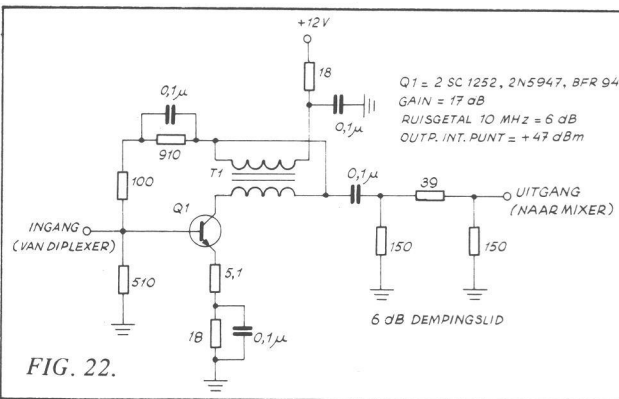 +12V
18
0,1µ
0,1µ
910
T1
100
Q1
INGANG
(VAN DIPLEXER)
510
5,1
18
0,1µ
0,1µ
39
150
150
UITGANG
(NAAR MIXER)
6 dB DEMPINGSLID
Q1 = 2 SC 1252, 2N5947, BFR 94
GAIN = 17 dB
RUISGETAL 10 MHz = 6 dB
OUTP. INT. PUNT = +47 dBm
FIG. 22.